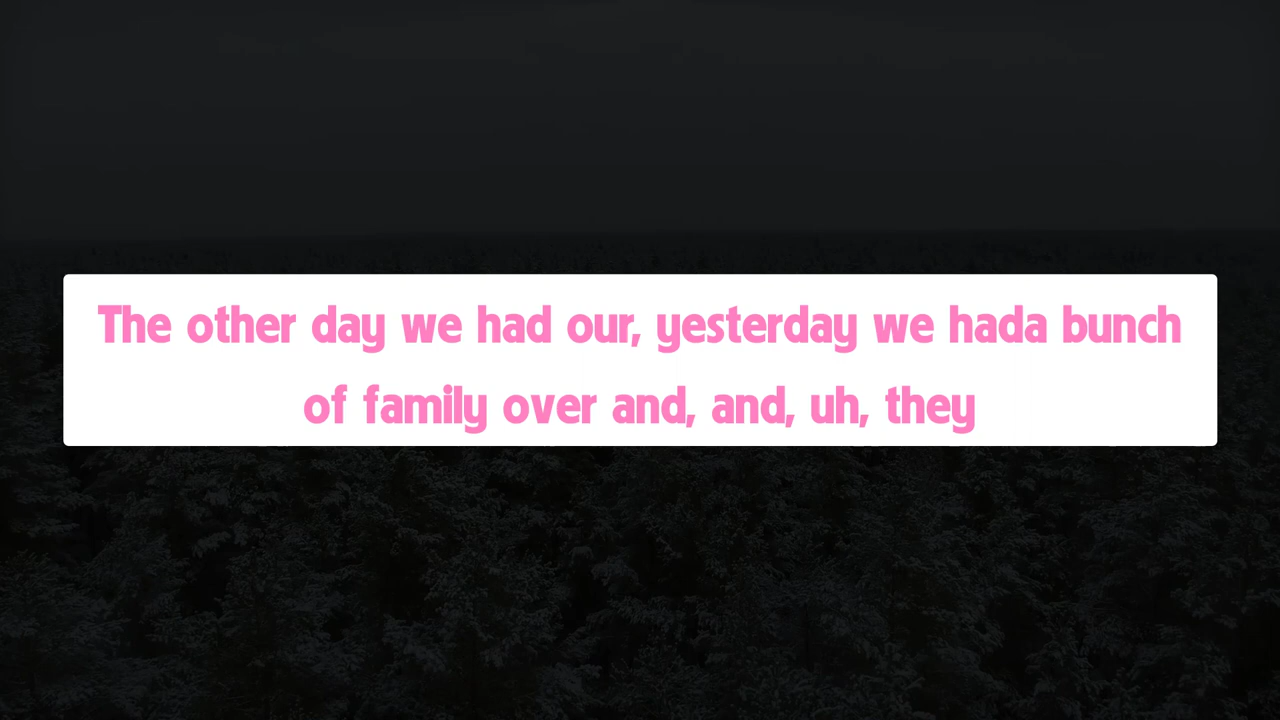 The other day we had our, yesterday we hada bunch
of family over and, and, uh, they